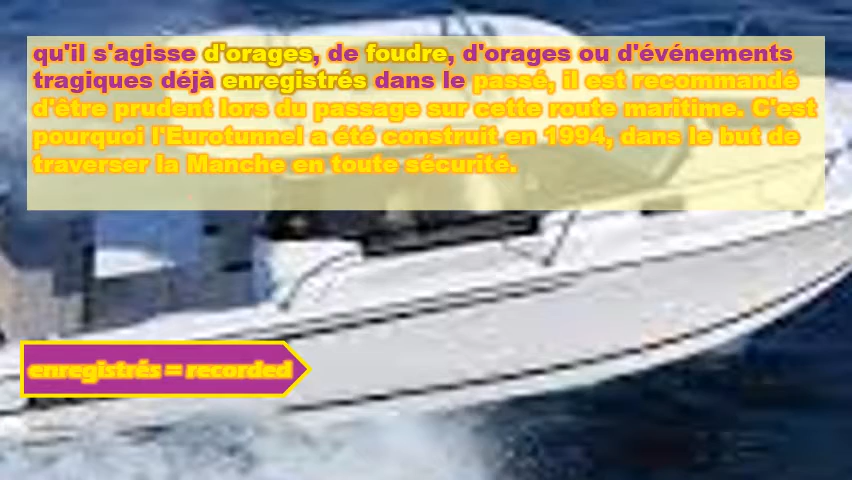 qu'il s'agisse d'orages, de foudre, d'orages ou d'événements
tragiques déjà enregistrés dans le passé, il est recommandé
d'être prudent lors du passage sur cette route maritime. C'est
pourquoi l'Eurotunnel a été construit en 1994, dans le but de
traverser la Manche en toute sécurité.
enregistrés = recorded